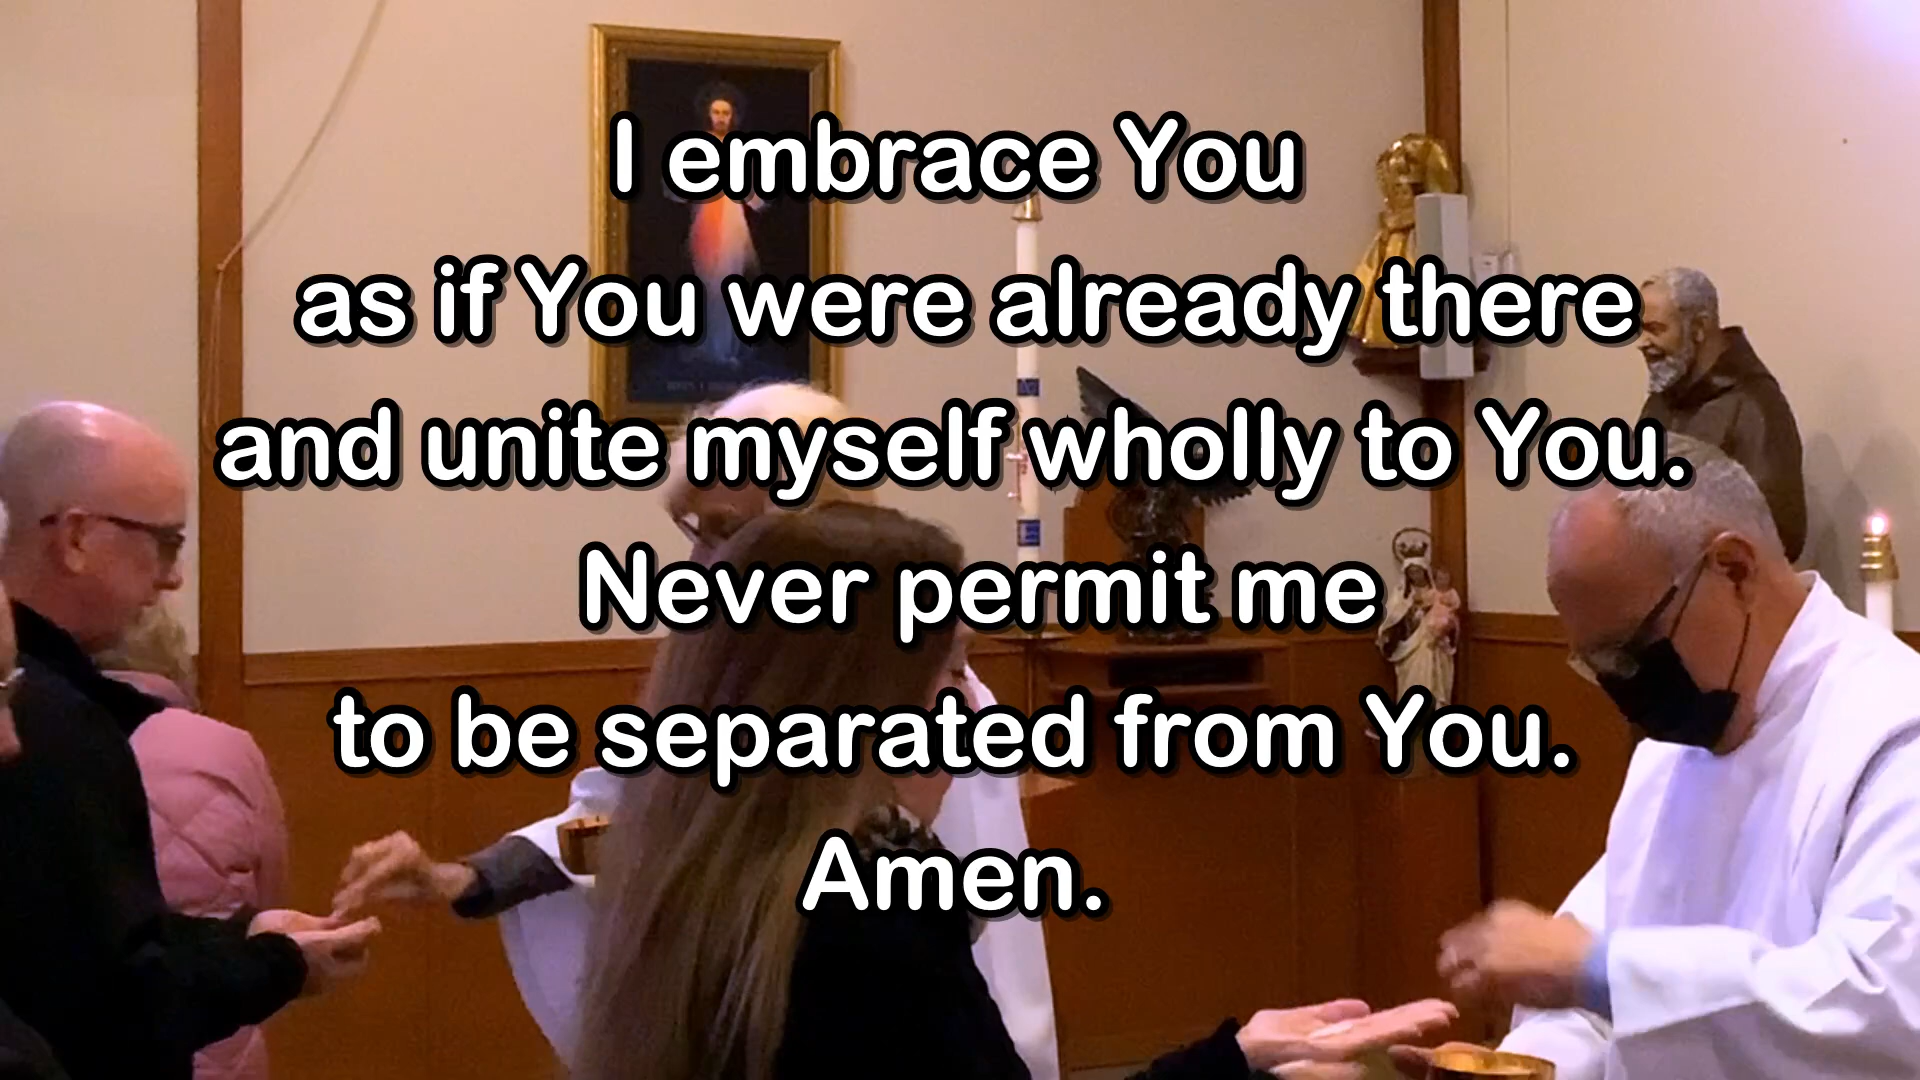 I embrace You
as if You were already there
and unite myself wholly to You.
Never permit me
to be separated from You.
Amen.